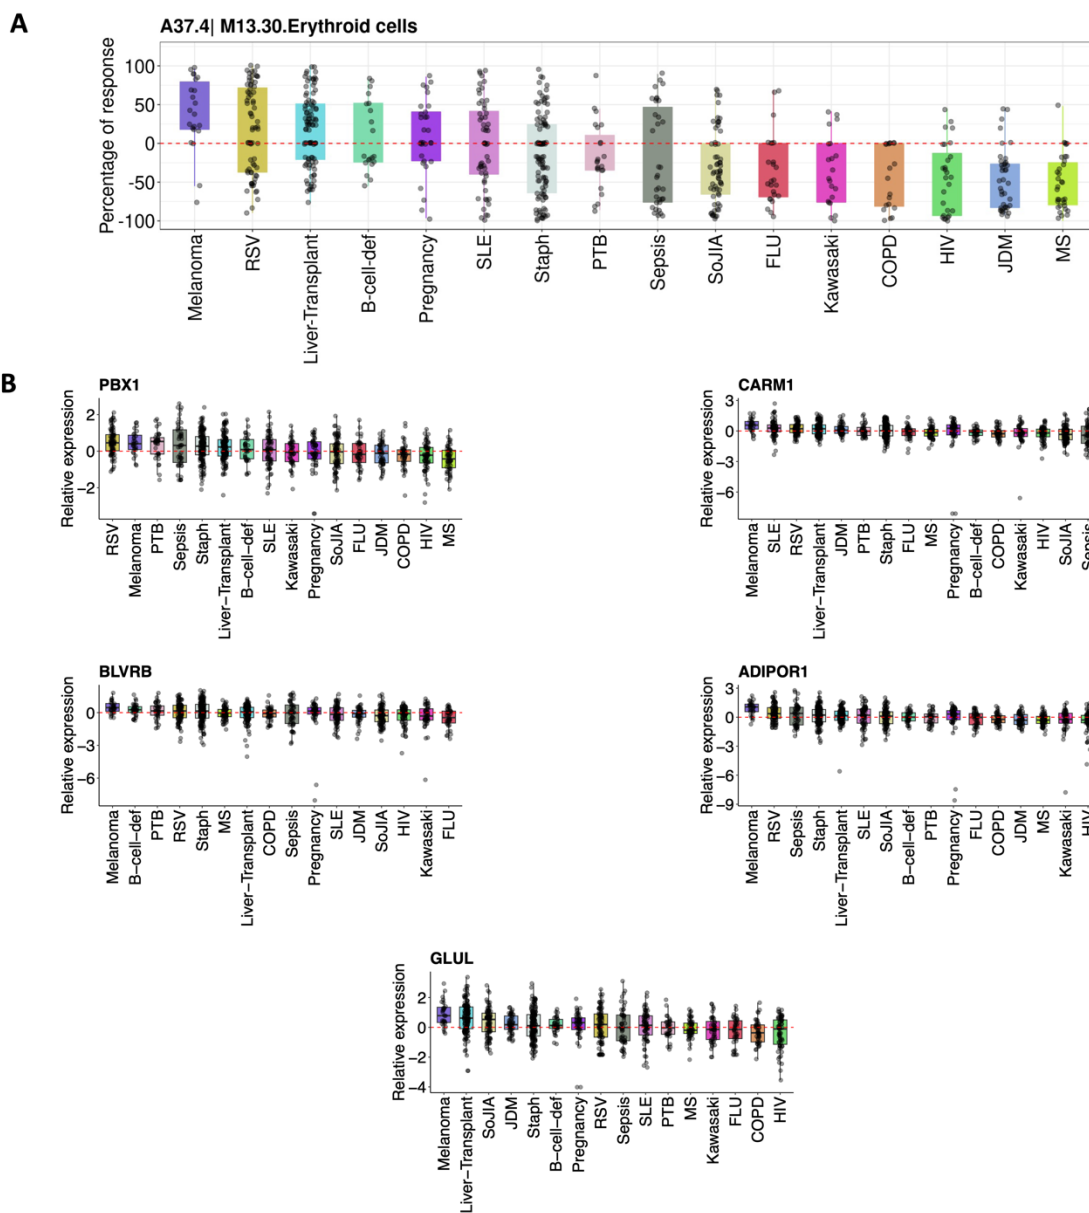 A
A37.4| M13.30.Erythroid cells
Percentage of response
100
50
0
-50
-100
Melanoma
RSV
Liver-Transplant
B-cell-def
Pregnancy
SLE
Staph
PTB
Sepsis
SoJIA
FLU
Kawasaki
COPD
HIV
JDM
MS
B
PBX1
Relative expression
2
0
−2
RSV
Melanoma
PTB
Sepsis
Staph
Liver−Transplant
B−cell−def
SLE
Kawasaki
Pregnancy
SoJIA
FLU
JDM
COPD
HIV
MS
CARM1
Relative expression
3
0
−3
−6
Melanoma
SLE
RSV
Liver−Transplant
JDM
PTB
Staph
FLU
MS
Pregnancy
B−cell−def
COPD
Kawasaki
HIV
SoJIA
Sepsis
BLVRB
Relative expression
0
−3
−6
Melanoma
B−cell−def
PTB
RSV
Staph
MS
Liver−Transplant
COPD
Sepsis
Pregnancy
SLE
JDM
SoJIA
HIV
Kawasaki
FLU
ADIPOR1
Relative expression
3
0
−3
−6
−9
Melanoma
RSV
Sepsis
Staph
Liver−Transplant
SLE
SoJIA
B−cell−def
PTB
Pregnancy
FLU
COPD
JDM
MS
Kawasaki
HIV
GLUL
Relative expression
2
0
−2
−4
Melanoma
Liver−Transplant
SoJIA
JDM
Staph
B−cell−def
Pregnancy
RSV
Sepsis
SLE
PTB
MS
Kawasaki
FLU
COPD
HIV